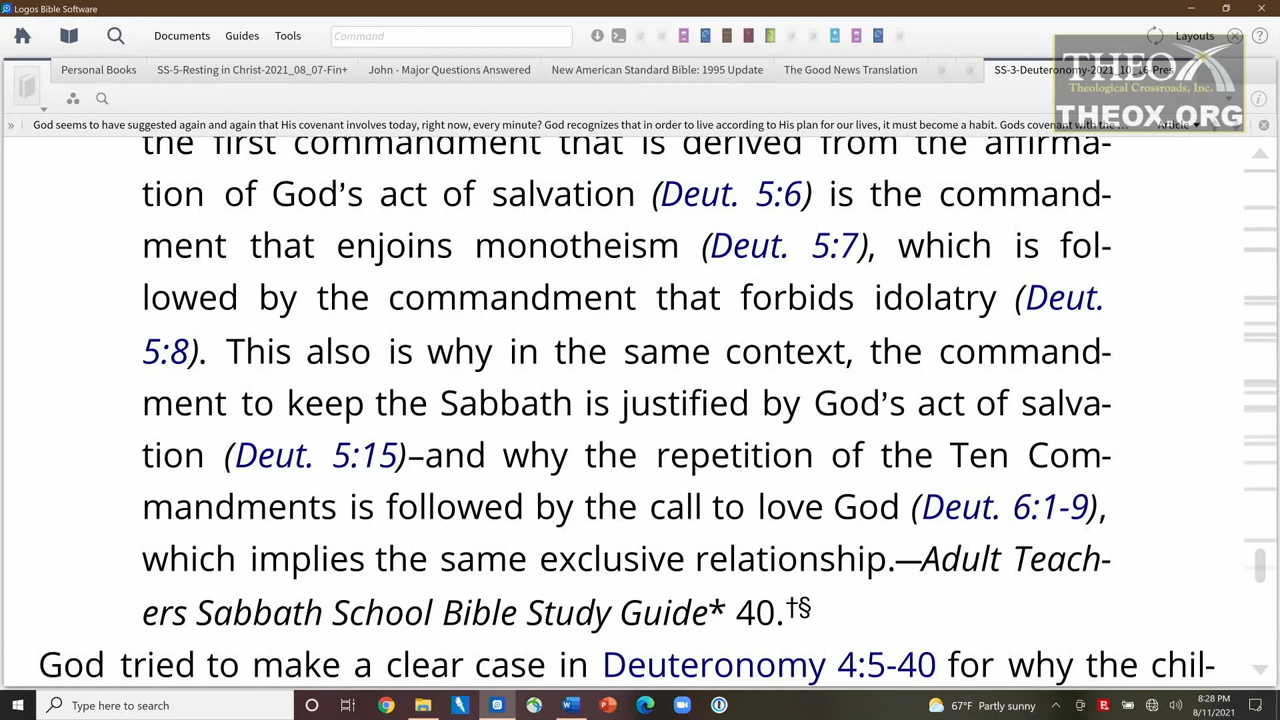 Logos Bible Software
Documents Guides Tools Command Layouts
Personal Books SS-5-Resting in Christ-2021_08_07-Fin+ New American Standard Bible: 1995 Update The Good News Translation SS-3-Deuteronomy-2021_10_16-Pres
THEOX
Theological Crossroads, Inc.
THEOX.ORG
God seems to have suggested again and again that His covenant involves today, right now, every minute! God recognizes that in order to live according to His plan for our lives, it must become a habit. Gods covenant with the ... Article
the first commandment that is derived from the affirma-
tion of God's act of salvation (Deut. 5:6) is the command-
ment that enjoins monotheism (Deut. 5:7), which is fol-
lowed by the commandment that forbids idolatry (Deut.
5:8). This also is why in the same context, the command-
ment to keep the Sabbath is justified by God's act of salva-
tion (Deut. 5:15)–and why the repetition of the Ten Com-
mandments is followed by the call to love God (Deut. 6:1-9),
which implies the same exclusive relationship.—Adult Teach-
ers Sabbath School Bible Study Guide* 40.†§
God tried to make a clear case in Deuteronomy 4:5-40 for why the chil-
Type here to search
67°F Partly sunny
8:28 PM
8/11/2021